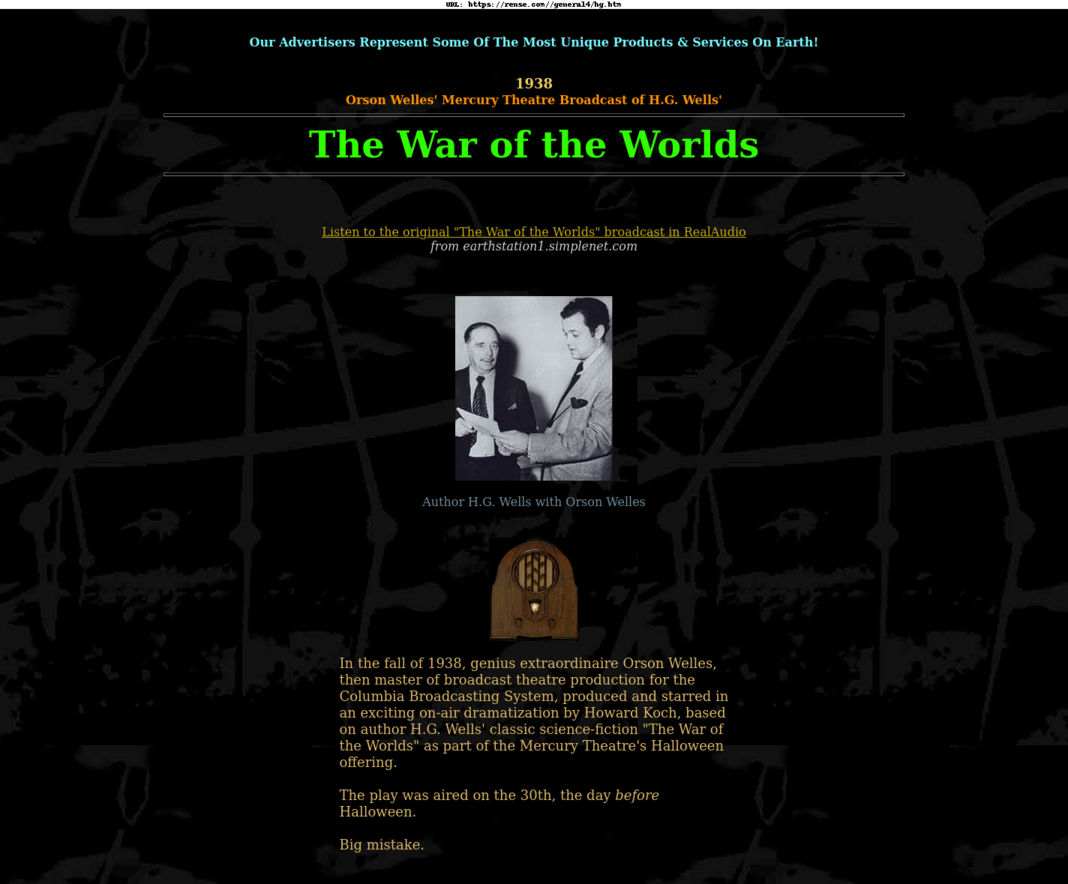 URL: https://rense.com//general4/hg.htm
Our Advertisers Represent Some Of The Most Unique Products & Services On Earth!
1938
Orson Welles' Mercury Theatre Broadcast of H.G. Wells'
The War of the Worlds
Listen to the original "The War of the Worlds" broadcast in RealAudio
from earthstation1.simplenet.com
Author H.G. Wells with Orson Welles
In the fall of 1938, genius extraordinaire Orson Welles,
then master of broadcast theatre production for the
Columbia Broadcasting System, produced and starred in
an exciting on-air dramatization by Howard Koch, based
on author H.G. Wells' classic science-fiction "The War of
the Worlds" as part of the Mercury Theatre's Halloween
offering.
The play was aired on the 30th, the day before
Halloween.
Big mistake.